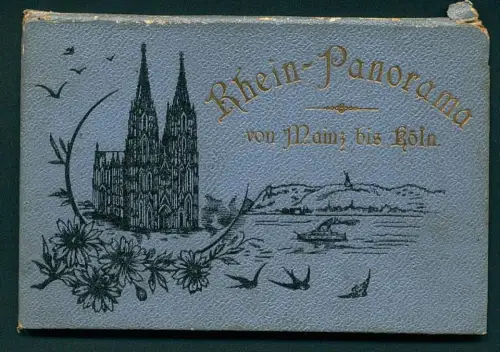 Rhein-Panorama
von Mainz bis Köln.